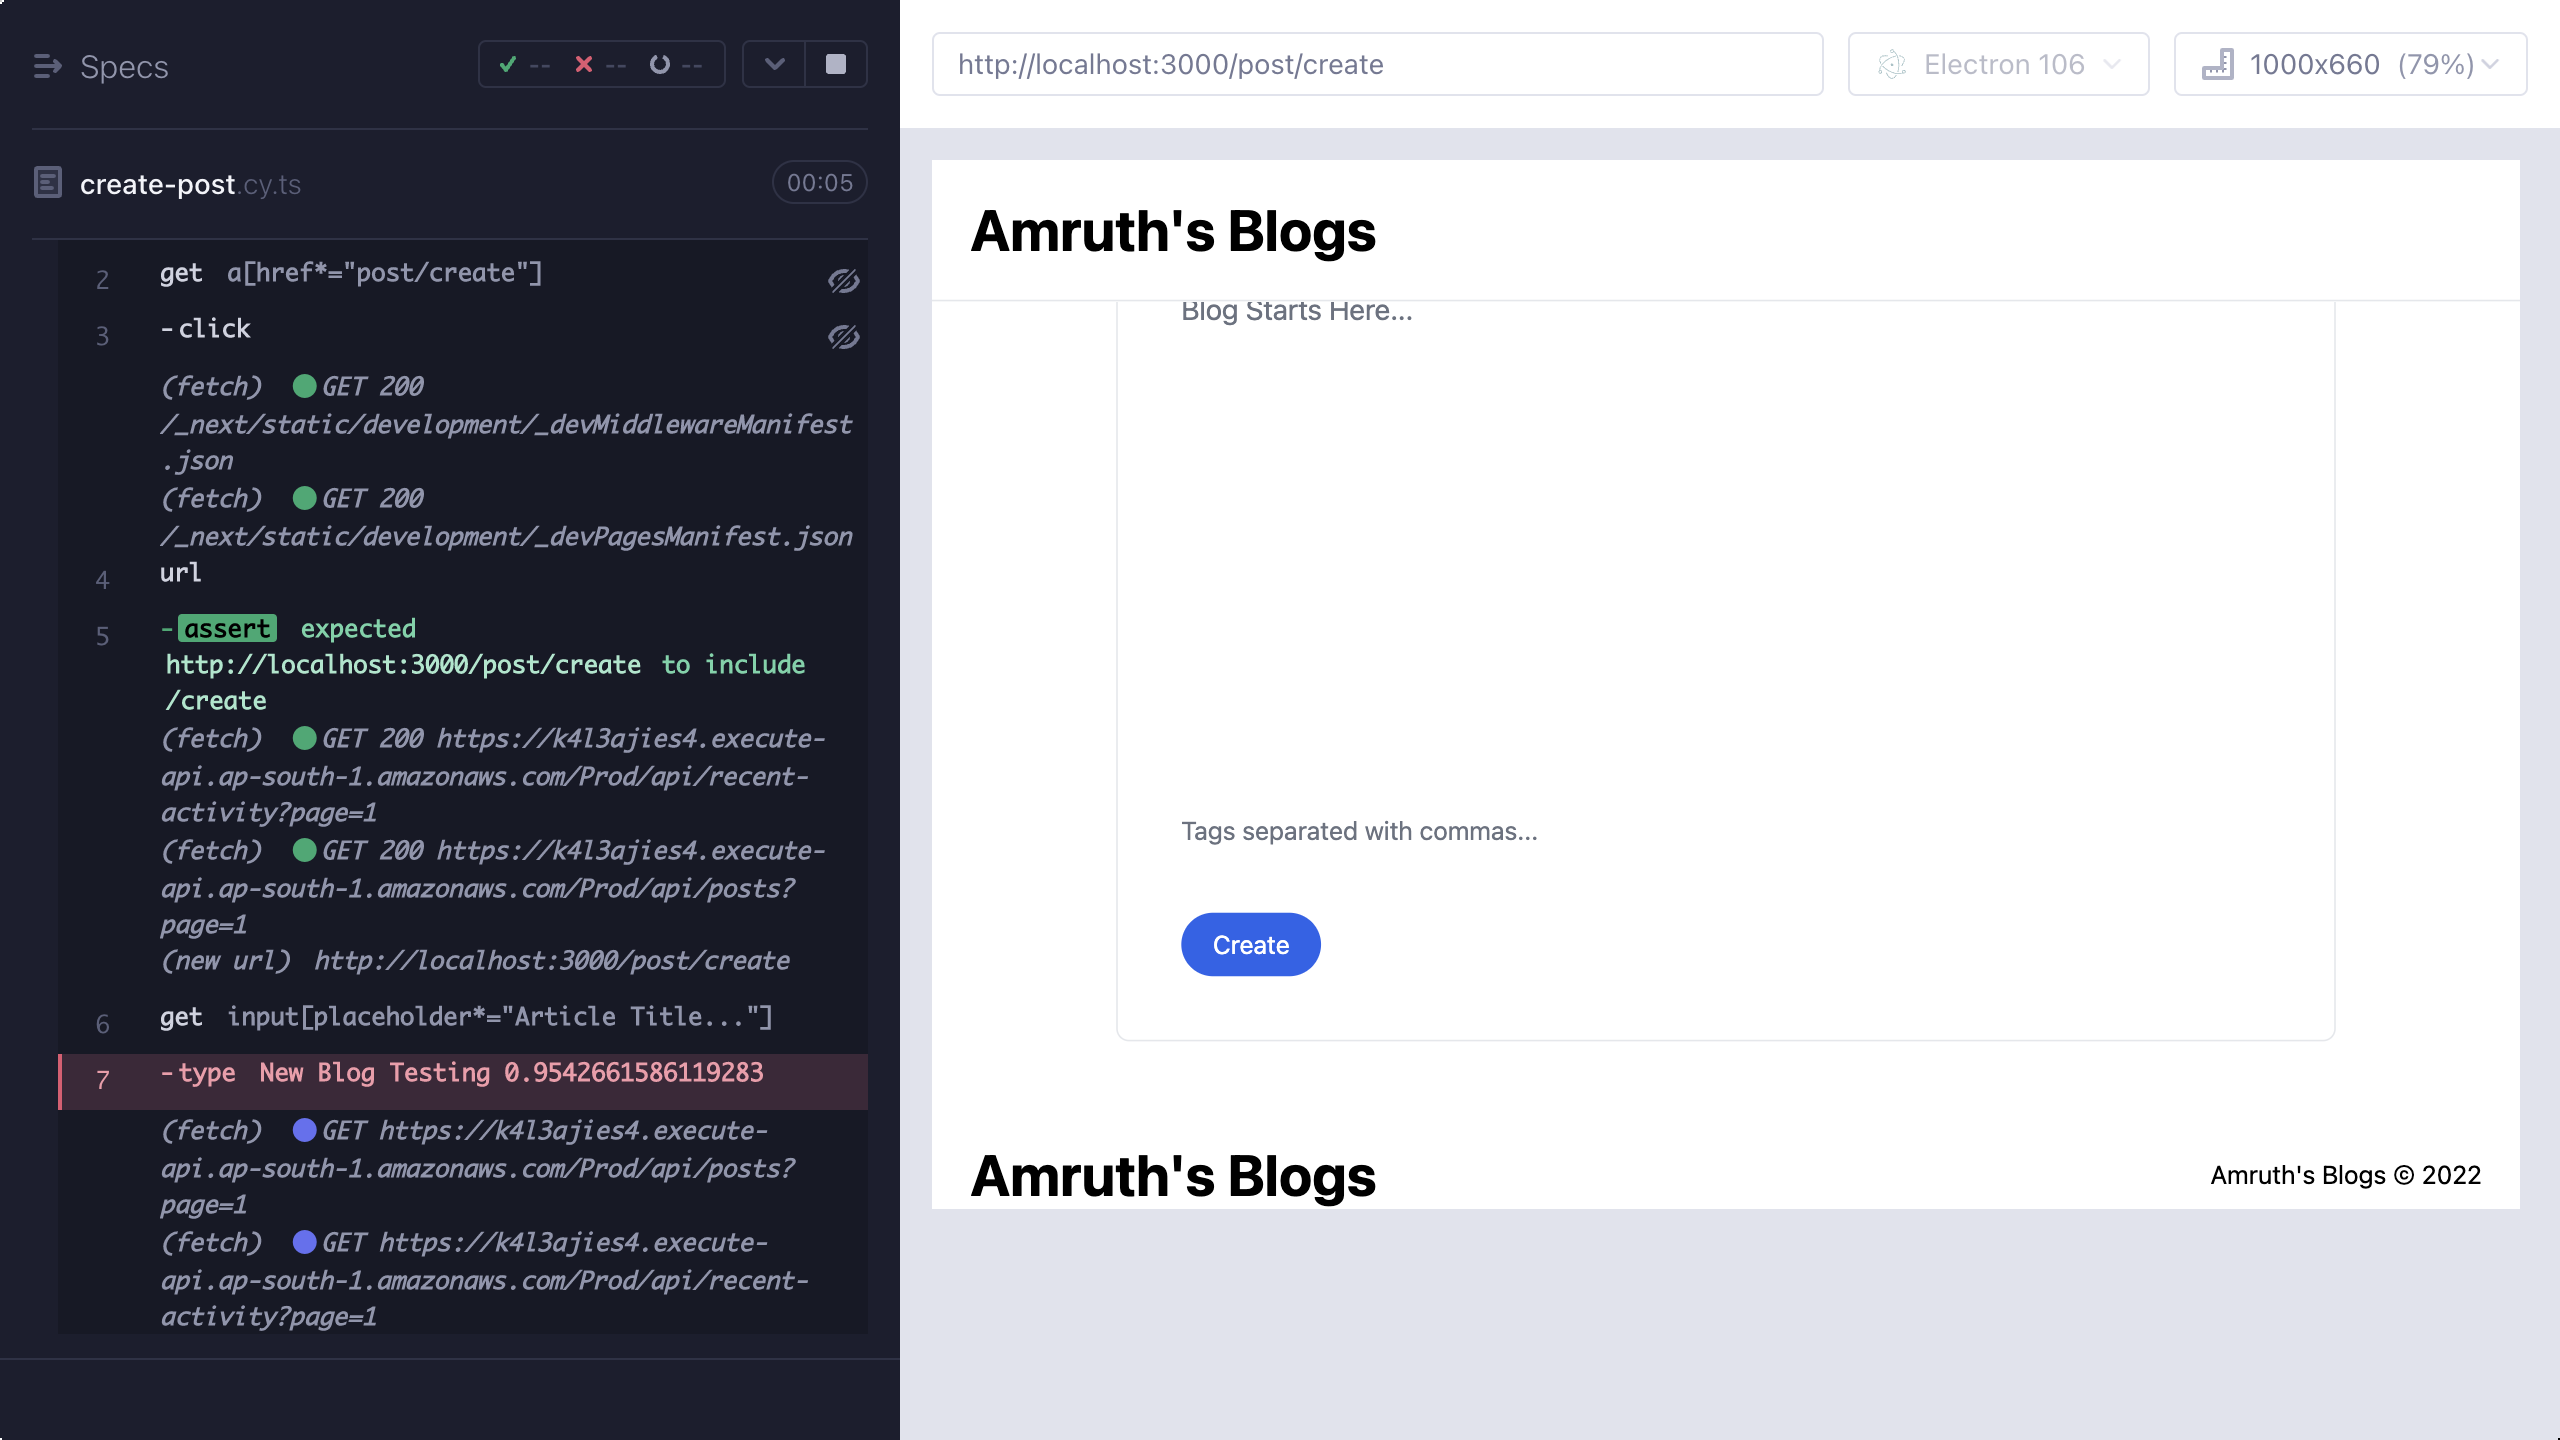 Specs
-- -- --
create-post.cy.ts
00:05
2 get a[href*="post/create"]
3 -click
(fetch) GET 200
/_next/static/development/_devMiddlewareManifest
.json
(fetch) GET 200
/_next/static/development/_devPagesManifest.json
4 url
5 -assert expected
http://localhost:3000/post/create to include
/create
(fetch) GET 200 https://k4l3ajies4.execute-
api.ap-south-1.amazonaws.com/Prod/api/recent-
activity?page=1
(fetch) GET 200 https://k4l3ajies4.execute-
api.ap-south-1.amazonaws.com/Prod/api/posts?
page=1
(new url) http://localhost:3000/post/create
6 get input[placeholder*="Article Title..."]
7 -type New Blog Testing 0.9542661586119283
(fetch) GET https://k4l3ajies4.execute-
api.ap-south-1.amazonaws.com/Prod/api/posts?
page=1
(fetch) GET https://k4l3ajies4.execute-
api.ap-south-1.amazonaws.com/Prod/api/recent-
activity?page=1
http://localhost:3000/post/create
Electron 106
1000x660 (79%)
Amruth's Blogs
Blog Starts Here...
Tags separated with commas...
Create
Amruth's Blogs
Amruth's Blogs © 2022